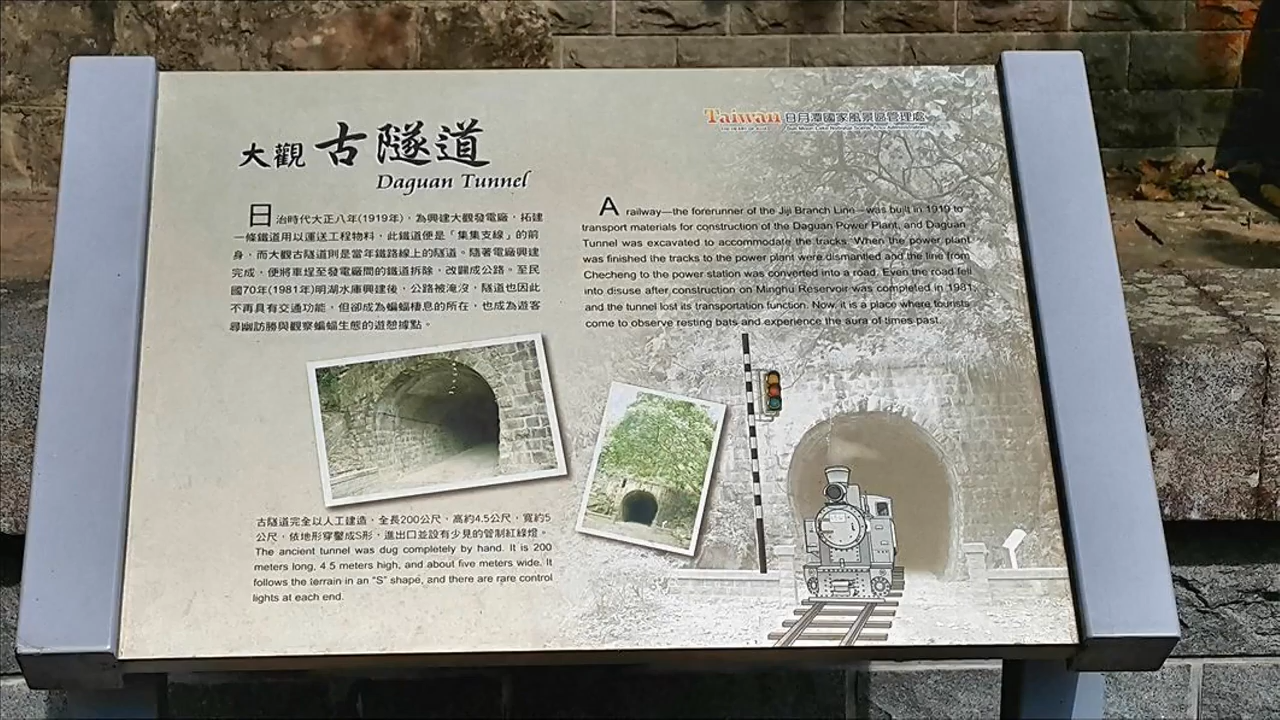 大觀古隧道
Daguan Tunnel
Taiwan
THE HEART OF ASIA
日月潭國家風景區管理處
Sun Moon Lake National Scenic Area Administration
日治時代大正八年(1919年)，為興建大觀發電廠，拓建
一條鐵道用以運送工程物料，此鐵道便是「集集支線」的前
身，而大觀古隧道則是當年鐵路線上的隧道。隨著電廠興建
完成，便將車埕至發電廠間的鐵道拆除，改闢成公路。至民
國70年(1981年)明湖水庫興建後，公路被淹沒，隧道也因此
不再具有交通功能，但卻成為蝙蝠棲息的所在，也成為遊客
尋幽訪勝與觀察蝙蝠生態的遊憩據點。
A railway—the forerunner of the Jiji Branch Line—was built in 1919 to
transport materials for construction of the Daguan Power Plant, and Daguan
Tunnel was excavated to accommodate the tracks. When the power plant
was finished the tracks to the power plant were dismantled and the line from
Checheng to the power station was converted into a road. Even the road fell
into disuse after construction on Minghu Reservoir was completed in 1981,
and the tunnel lost its transportation function. Now, it is a place where tourists
come to observe resting bats and experience the aura of times past.
古隧道完全以人工建造，全長200公尺，高約4.5公尺，寬約5
公尺，依地形穿鑿成S形，進出口並設有少見的管制紅綠燈。
The ancient tunnel was dug completely by hand. It is 200
meters long, 4.5 meters high, and about five meters wide. It
follows the terrain in an "S" shape, and there are rare control
lights at each end.